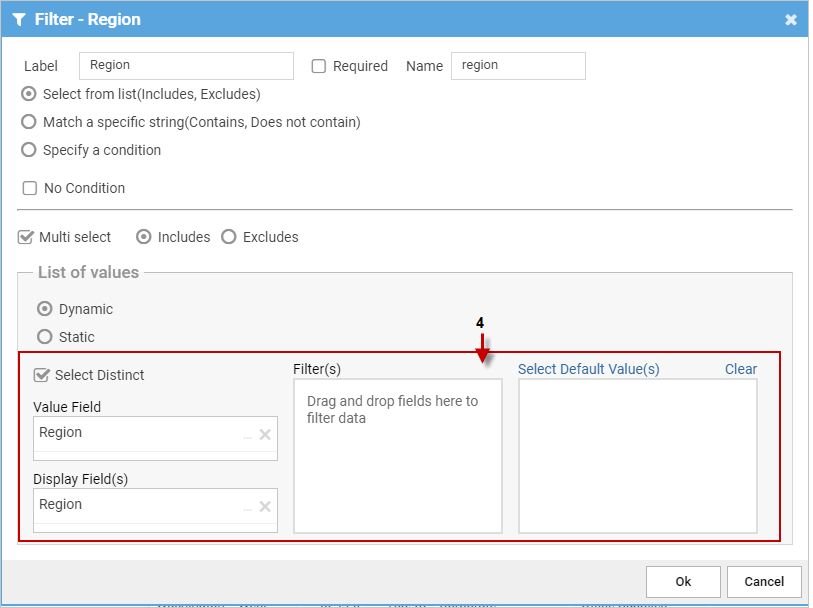 Filter - Region
Label Region Required Name region
Select from list(Includes, Excludes)
Match a specific string(Contains, Does not contain)
Specify a condition
No Condition
Multi select Includes Excludes
List of values
Dynamic
Static
4
Select Distinct
Filter(s)
Select Default Value(s) Clear
Drag and drop fields here to
filter data
Value Field
Region
Display Field(s)
Region
Ok Cancel